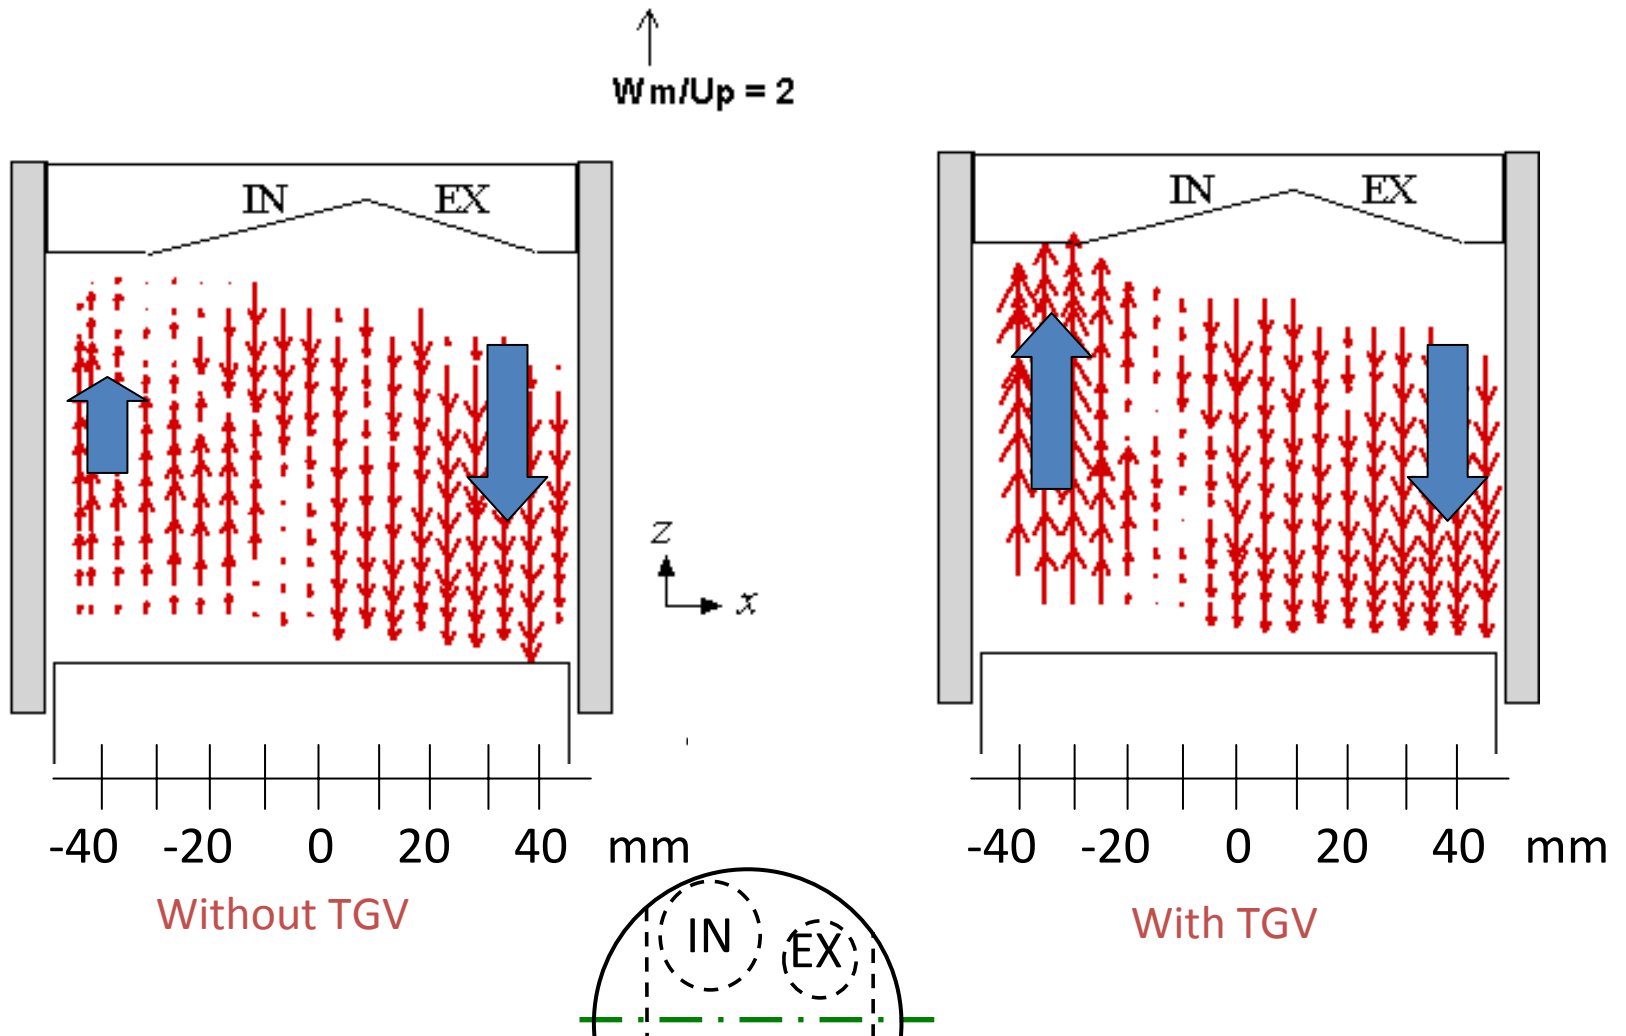 Wm/Up = 2
IN EX
IN EX
z
x
-40 -20 0 20 40 mm
-40 -20 0 20 40 mm
Without TGV
With TGV
IN
EX